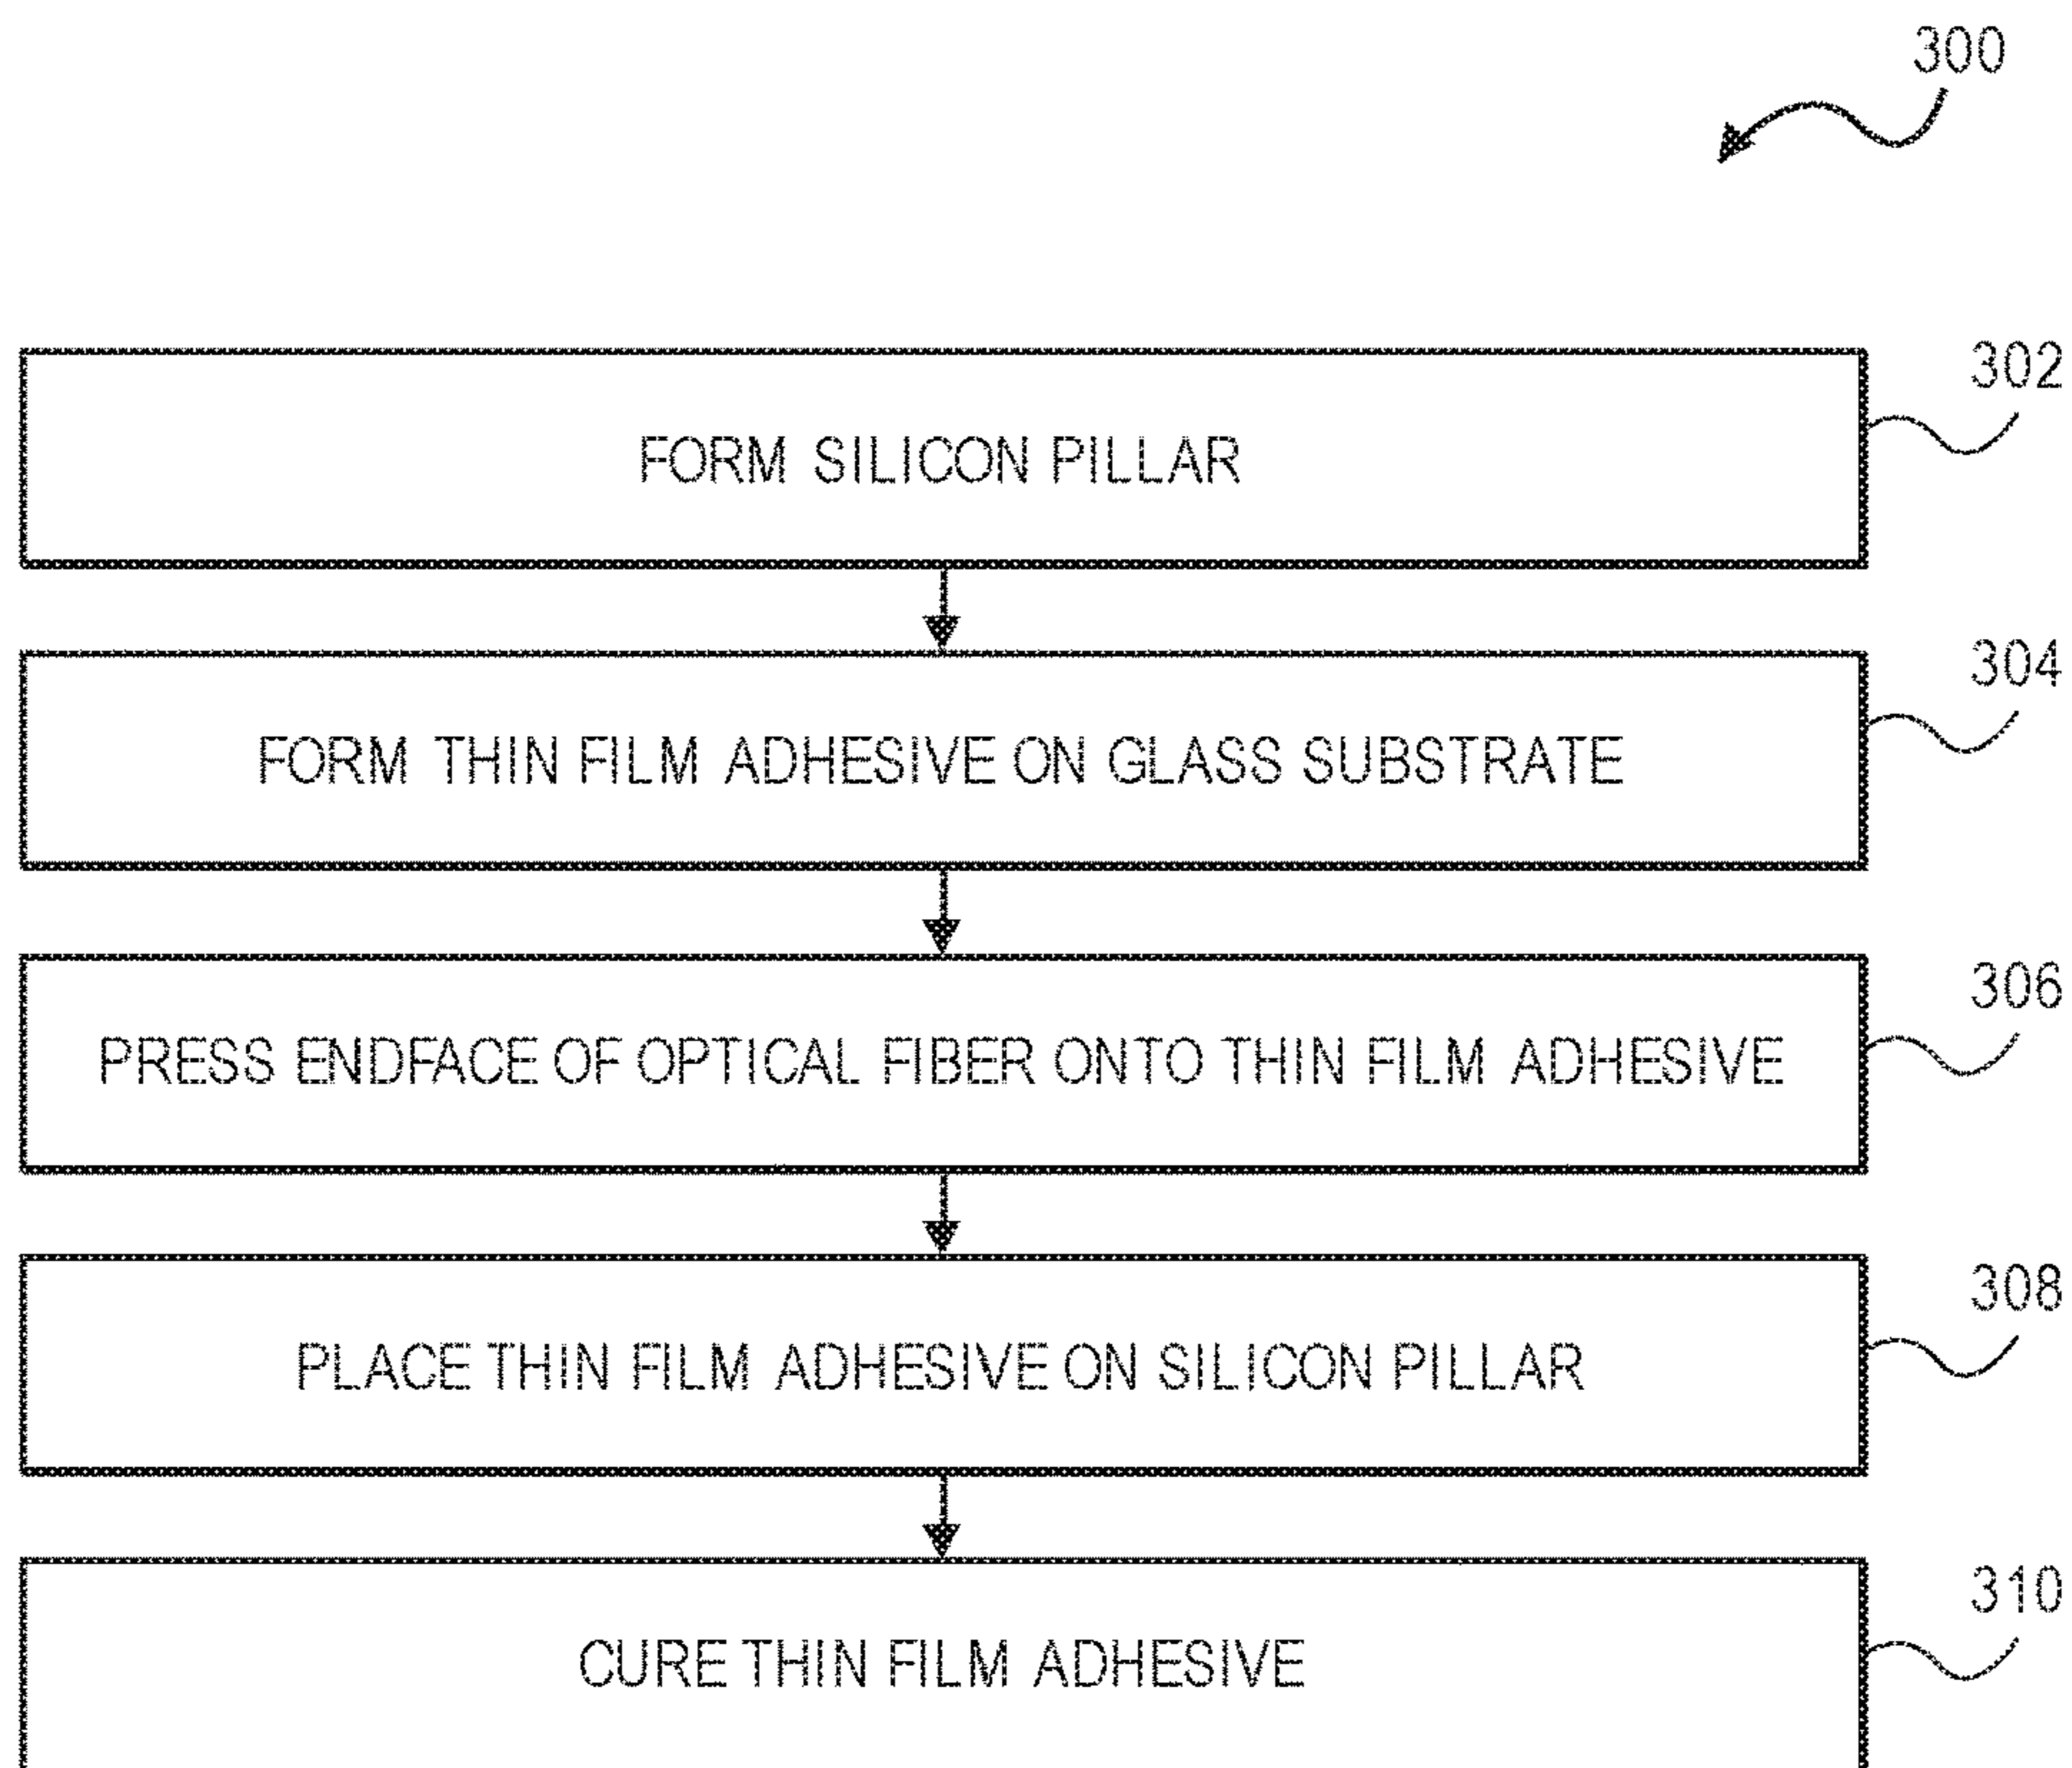 300
302
FORM SILICON PILLAR
304
FORM THIN FILM ADHESIVE ON GLASS SUBSTRATE
306
PRESS ENDFACE OF OPTICAL FIBER ONTO THIN FILM ADHESIVE
308
PLACE THIN FILM ADHESIVE ON SILICON PILLAR
310
CURE THIN FILM ADHESIVE